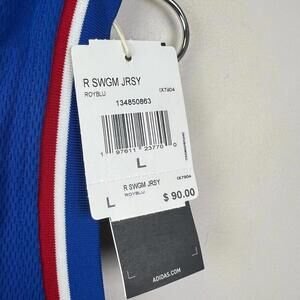 R SWGM JRSY
ROYBLU IX7904
134850863
1 97611 23770 0
L
R SWGM JRSY
ROYBLU IX7904
L $ 90.00
ADIDAS.COM